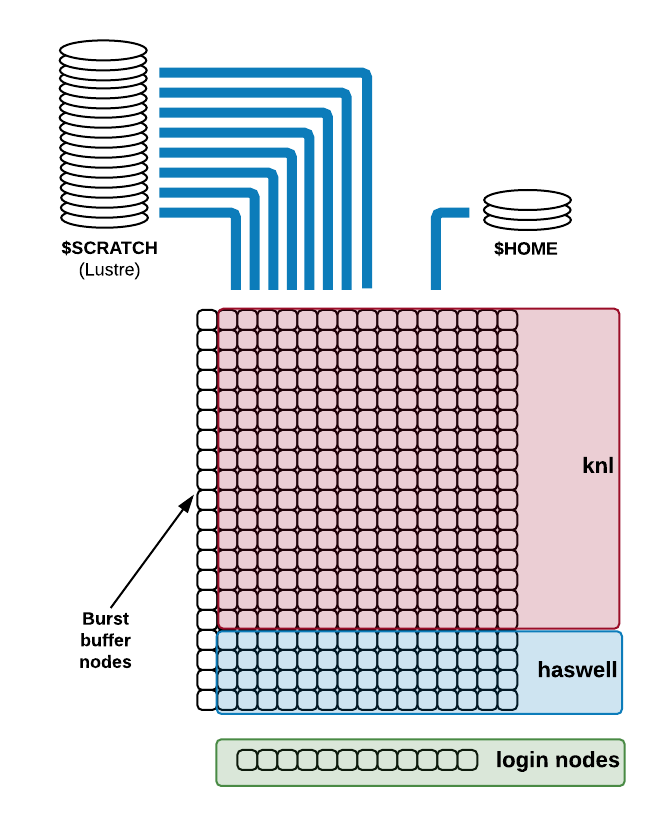 $SCRATCH
(Lustre)
$HOME
knl
Burst
buffer
nodes
haswell
login nodes